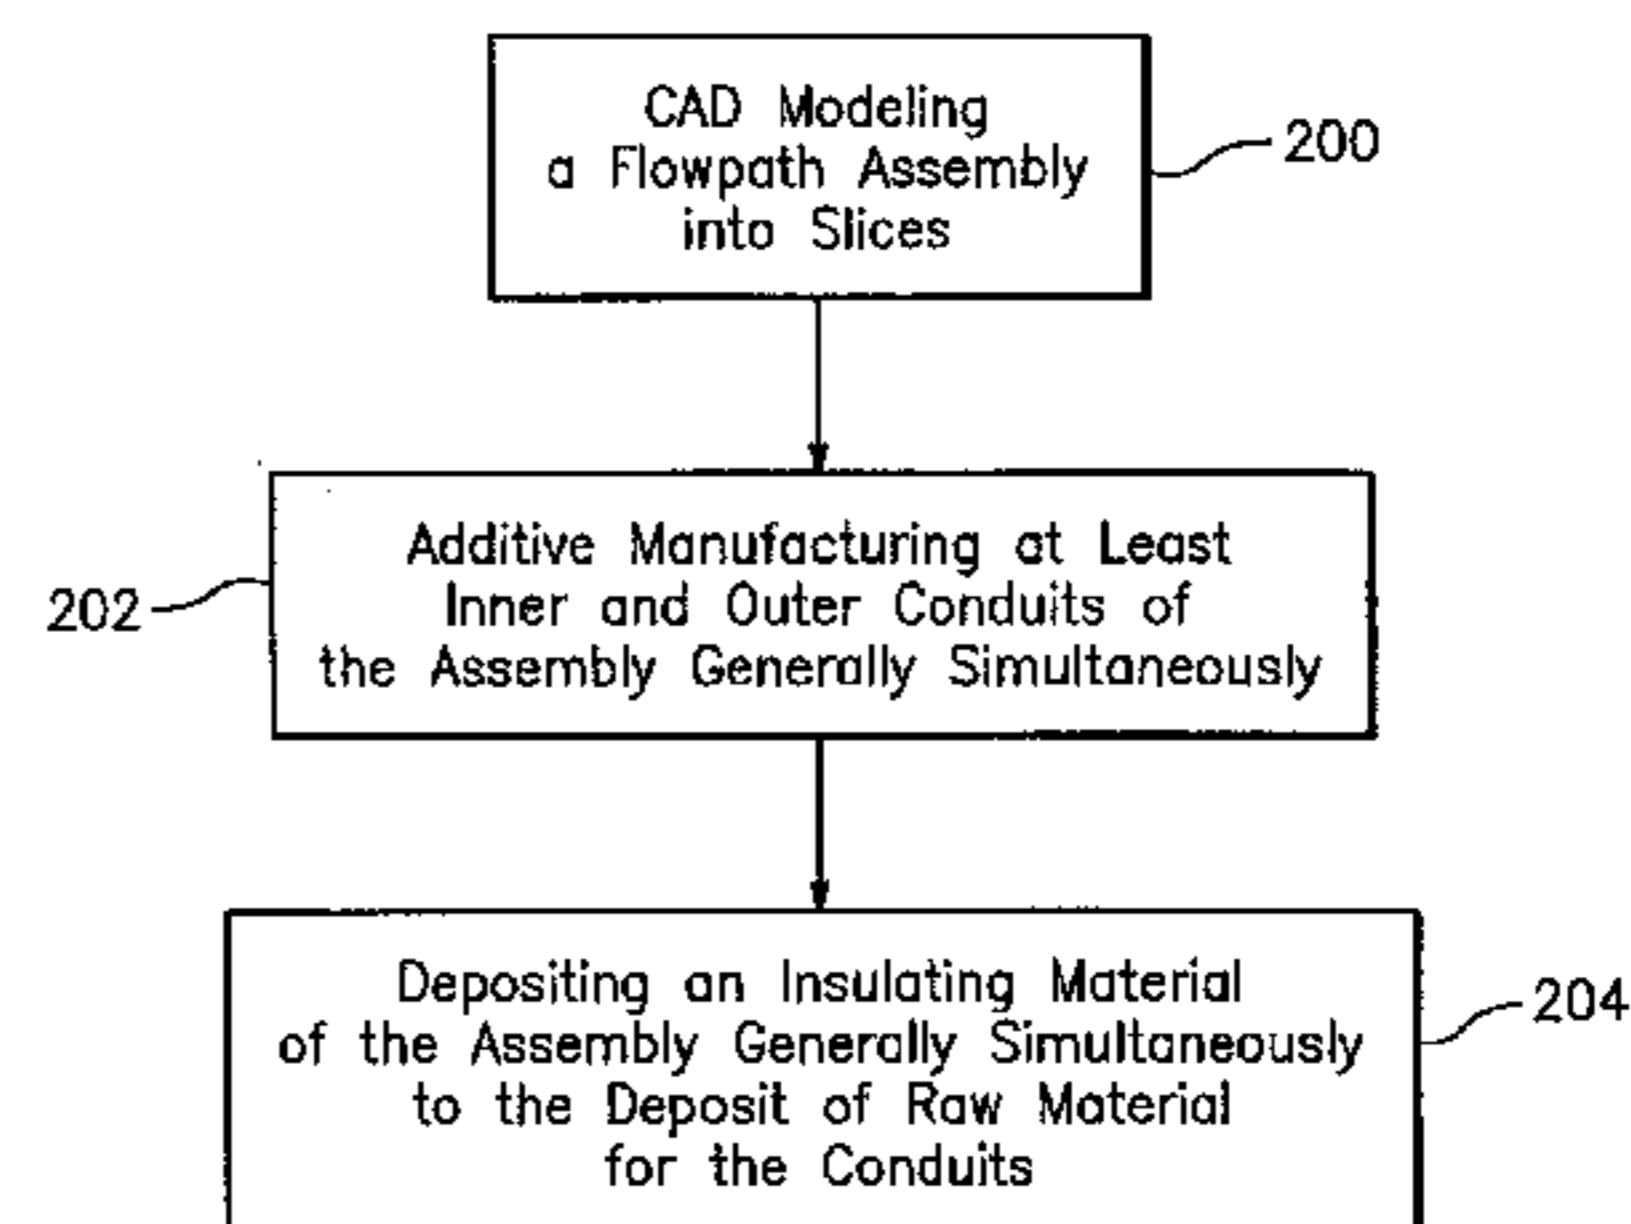 CAD Modeling
a Flowpath Assembly
into Slices
200
Additive Manufacturing at Least
Inner and Outer Conduits of
the Assembly Generally Simultaneously
202
Depositing an Insulating Material
of the Assembly Generally Simultaneously
to the Deposit of Raw Material
for the Conduits
204